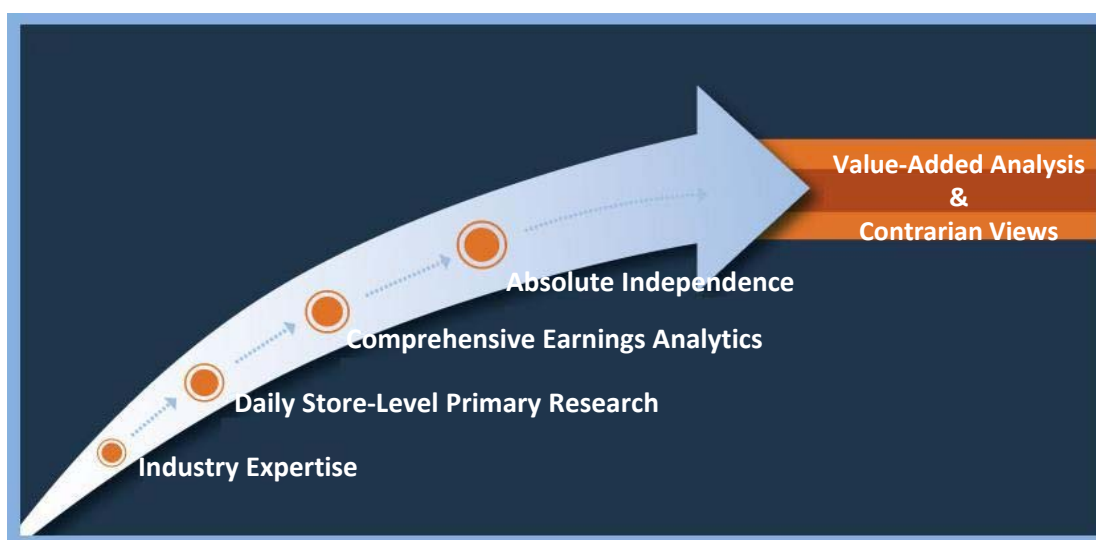 Value-Added Analysis
&
Contrarian Views
Absolute Independence
Comprehensive Earnings Analytics
Daily Store-Level Primary Research
Industry Expertise